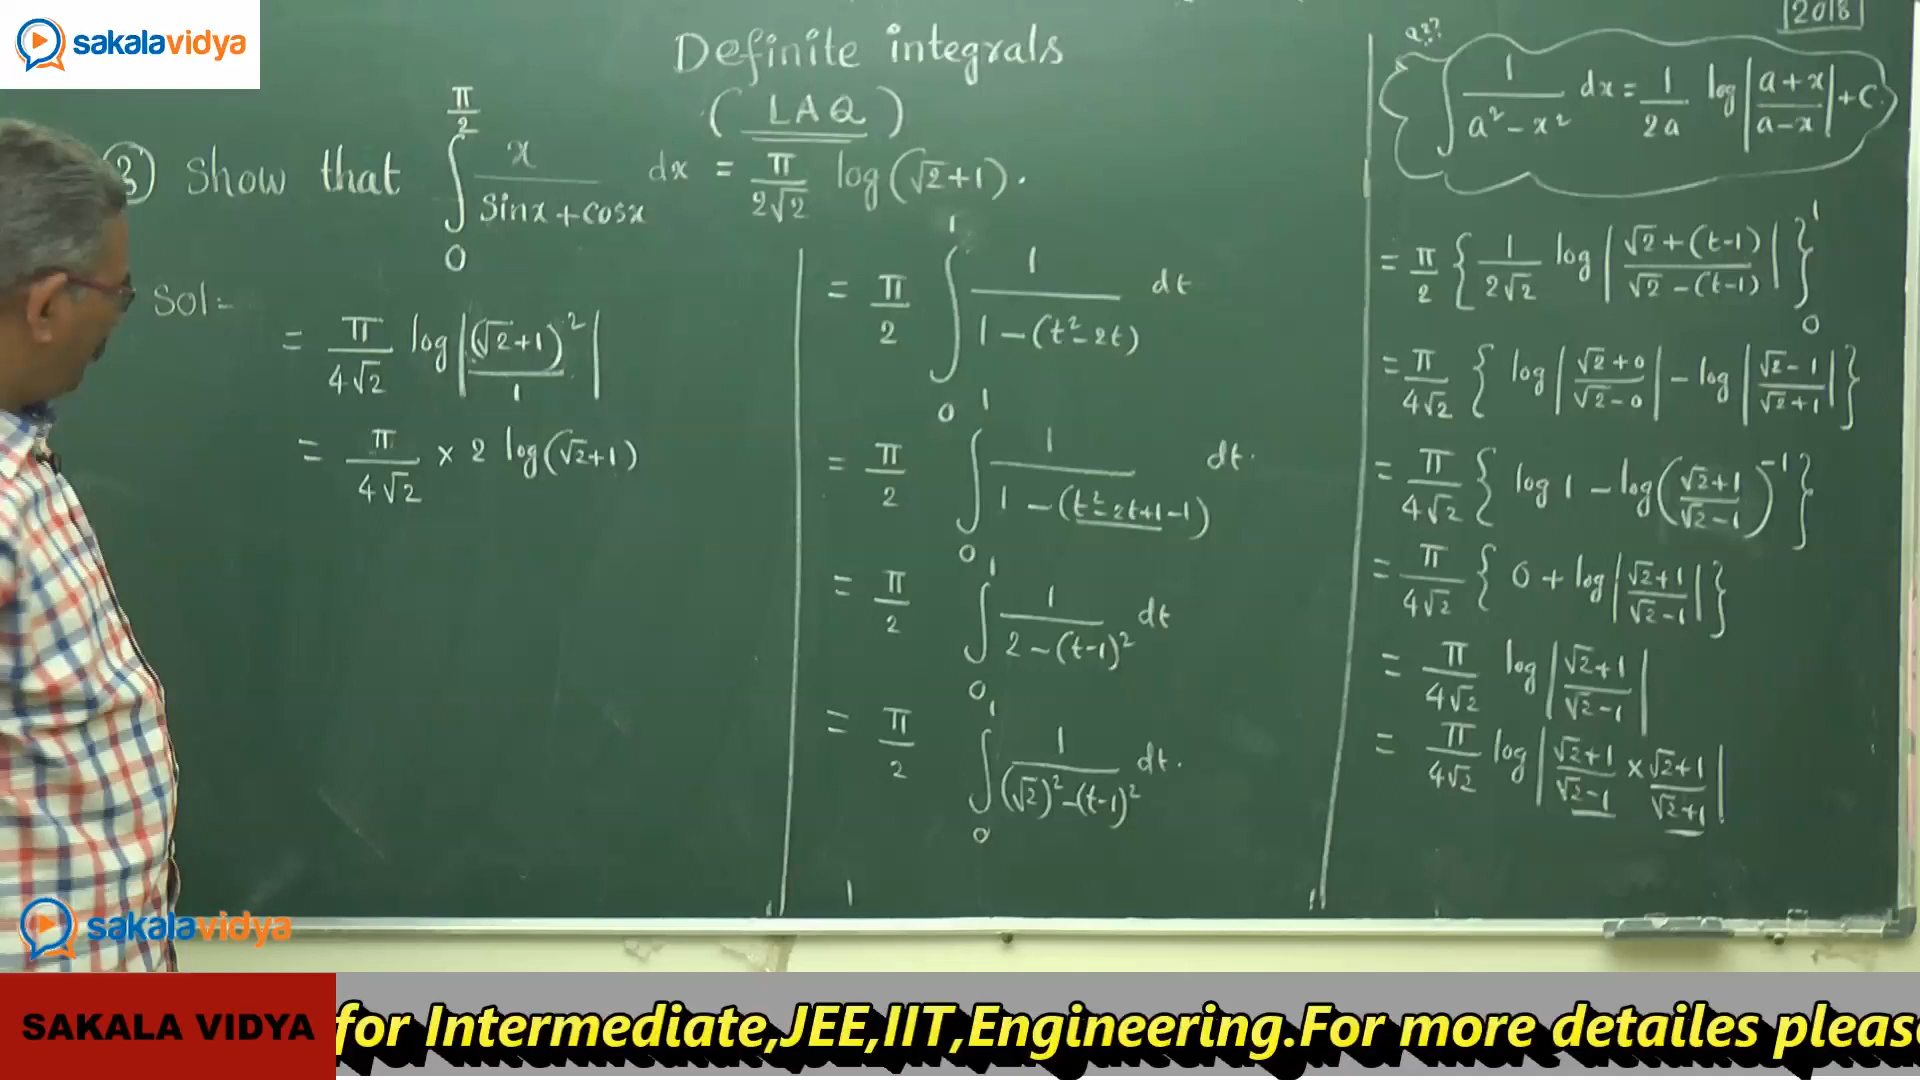 sakalavidya
Definite integrals
( LAQ )
2018
③ Show that ∫₀^{π/2} x/(sinx+cosx) dx = π/(2√2) log(√2+1).
Sol:-
= π/(4√2) log|(√2+1)²/1|
= π/(4√2) × 2 log(√2+1)
= π/2 ∫₀¹ 1/(1-(t²-2t)) dt
= π/2 ∫₀¹ 1/(1-(t²-2t+1-1)) dt.
= π/2 ∫₀¹ 1/(2-(t-1)²) dt
= π/2 ∫₀¹ 1/((√2)²-(t-1)²) dt.
∫ 1/(a²-x²) dx = 1/(2a) log|(a+x)/(a-x)|+C.
= π/2 {1/(2√2) log|(√2+(t-1))/(√2-(t-1))|}₀¹
= π/(4√2) { log|(√2+0)/(√2-0)| - log|(√2-1)/(√2+1)| }
= π/(4√2) { log 1 - log((√2+1)/(√2-1))⁻¹ }
= π/(4√2) { 0 + log|(√2+1)/(√2-1)| }
= π/(4√2) log|(√2+1)/(√2-1)|
= π/(4√2) log|(√2+1)/(√2-1) × (√2+1)/(√2+1)|
sakalavidya
SAKALA VIDYA
for Intermediate,JEE,IIT,Engineering.For more detailes please